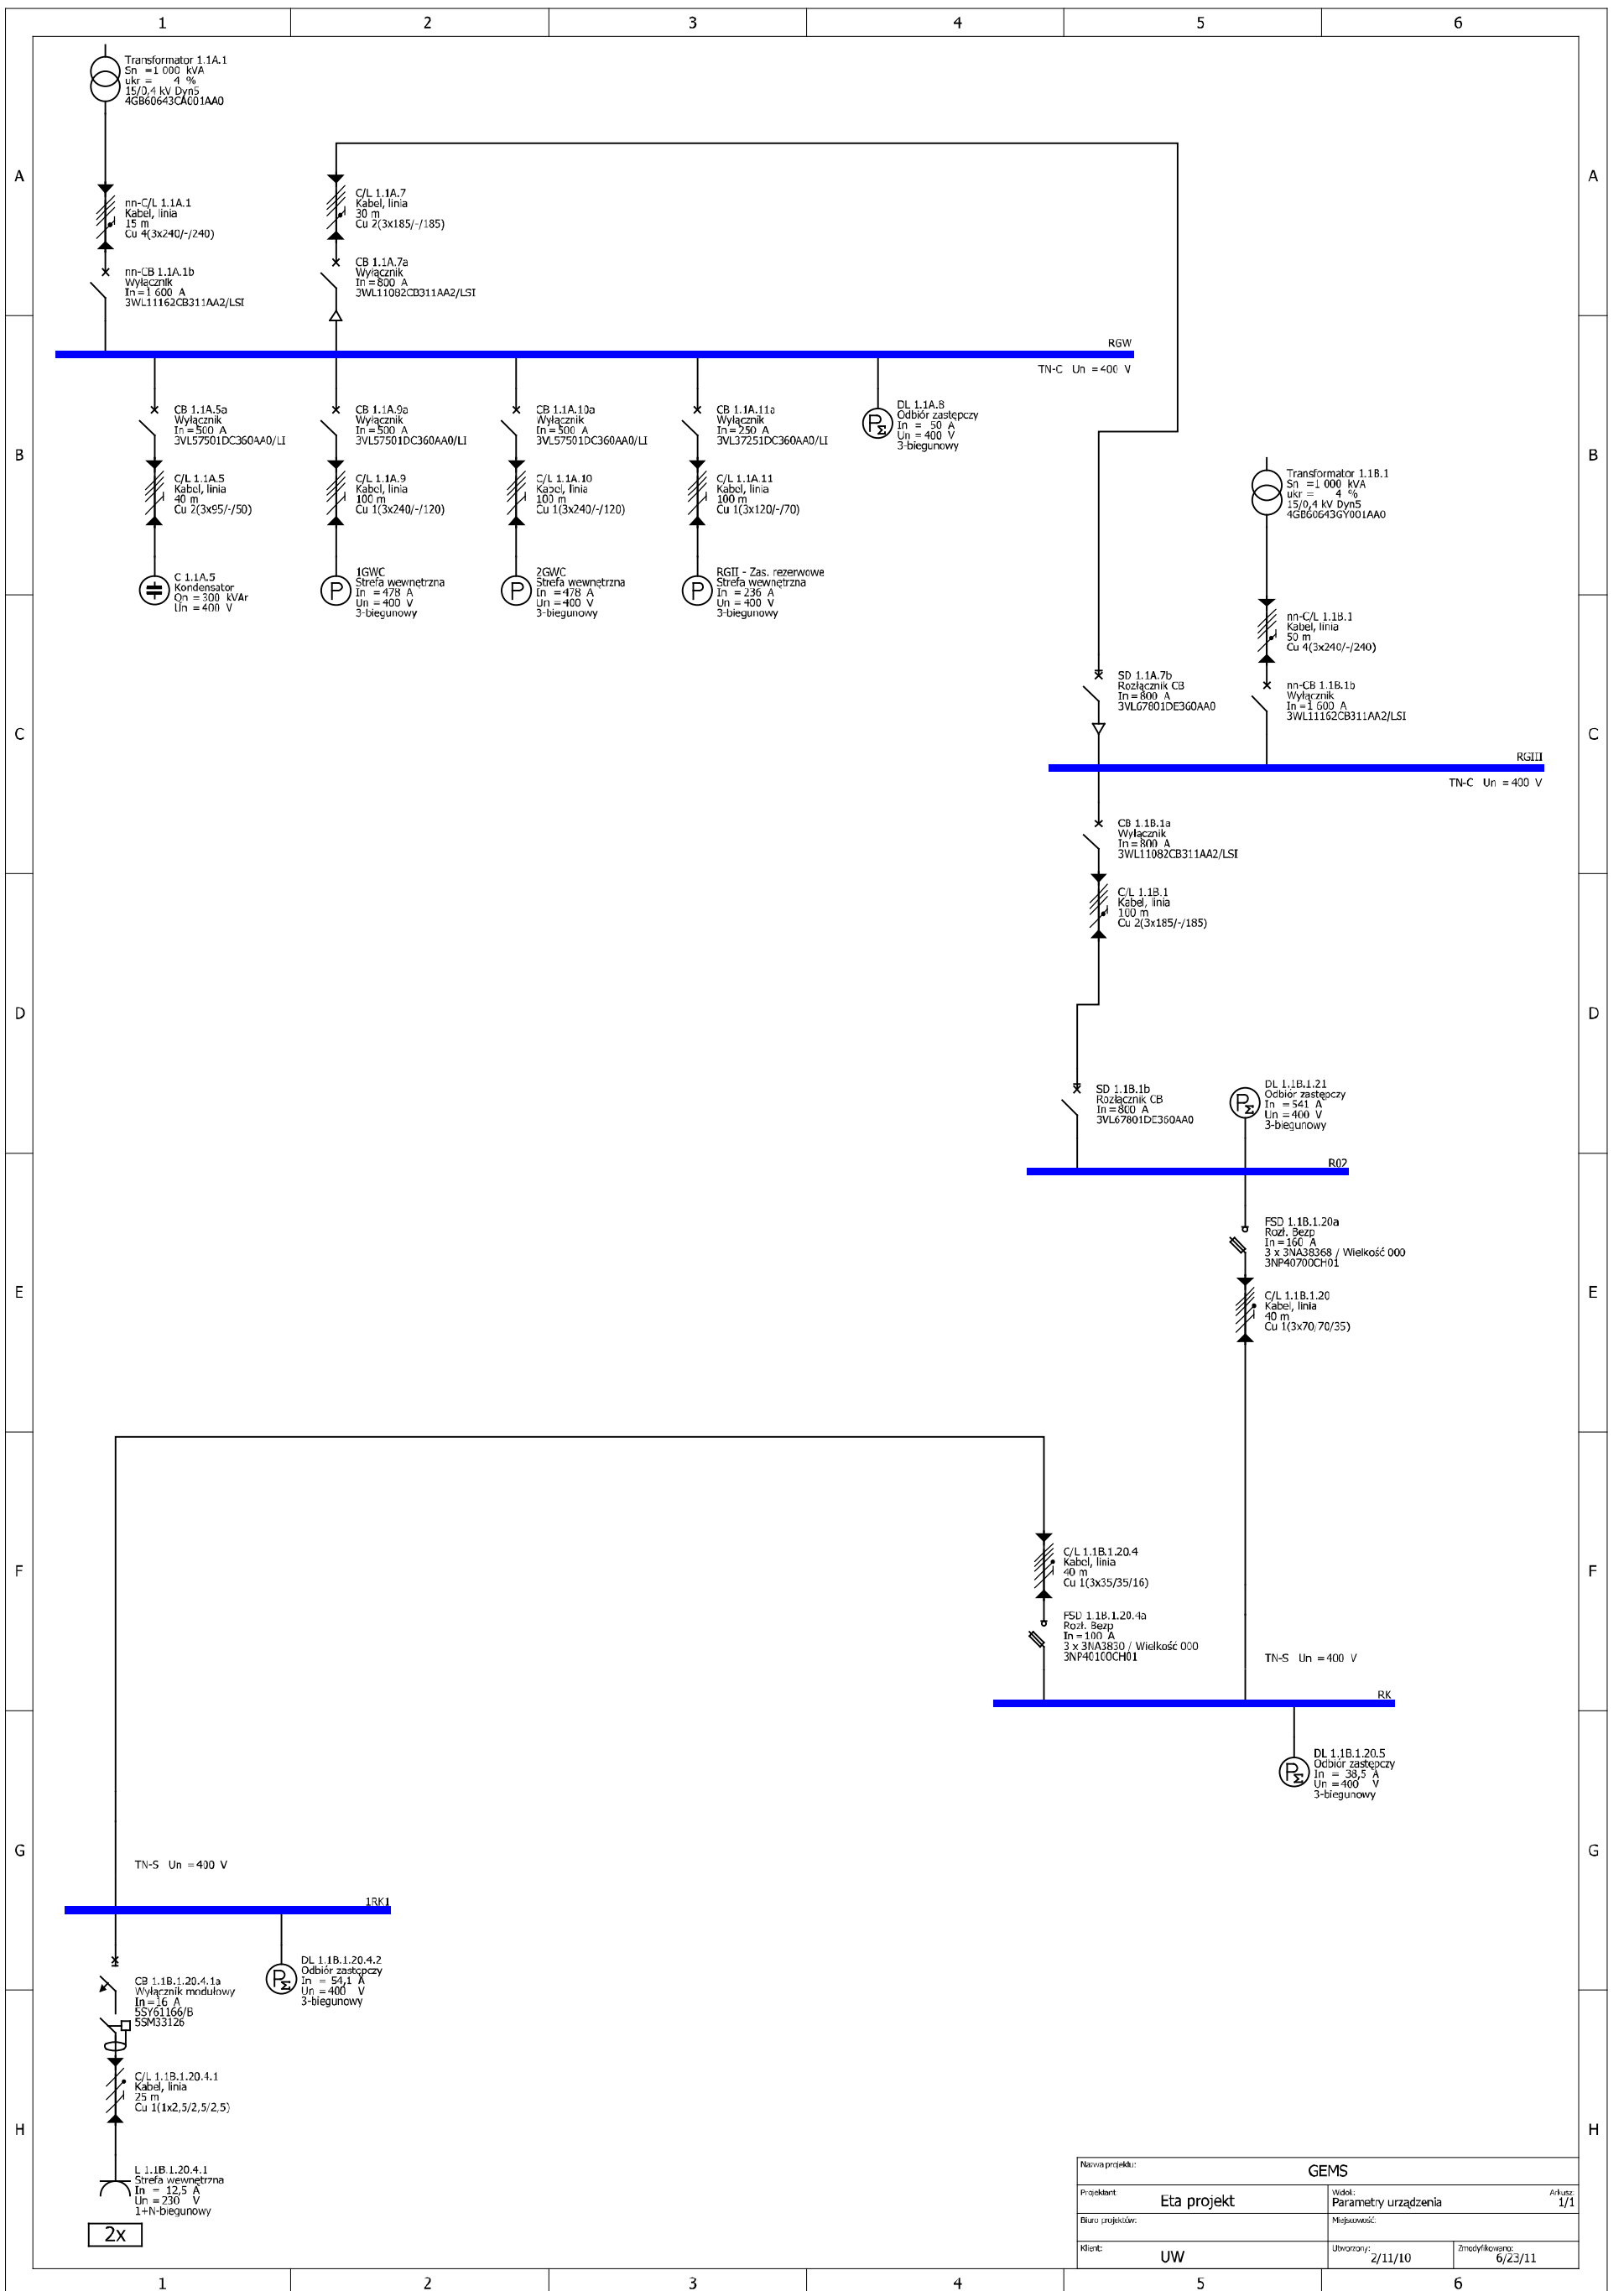 1 2 3 4 5 6
Transformator 1.1A.1
Sn =1 000 kVA
ukr = 4 %
15/0,4 kV Dyn5
4GB60643CA001AA0
A
A
nn-C/L 1.1A.1
Kabel, linia
15 m
Cu 4(3x240/-/240)
C/L 1.1A.7
Kabel, linia
30 m
Cu 2(3x185/-/185)
nn-CB 1.1A.1b
Wyłącznik
In=1 600 A
3WL11162CB311AA2/LSI
CB 1.1A.7a
Wyłącznik
In=800 A
3WL11082CB311AA2/LSI
RGW
TN-C Un =400 V
B
B
CB 1.1A.5a
Wyłącznik
In=500 A
3VL57501DC360AA0/LI
CB 1.1A.9a
Wyłącznik
In=500 A
3VL57501DC360AA0/LI
CB 1.1A.10a
Wyłącznik
In=500 A
3VL57501DC360AA0/LI
CB 1.1A.11a
Wyłącznik
In=250 A
3VL37251DC360AA0/LI
PΣ
DL 1.1A.8
Odbiór zastępczy
In = 50 A
Un =400 V
3-biegunowy
C/L 1.1A.5
Kabel, linia
40 m
Cu 2(3x95/-/50)
C/L 1.1A.9
Kabel, linia
100 m
Cu 1(3x240/-/120)
C/L 1.1A.10
Kabel, linia
100 m
Cu 1(3x240/-/120)
C/L 1.1A.11
Kabel, linia
100 m
Cu 1(3x120/-/70)
Transformator 1.1B.1
Sn =1 000 kVA
ukr = 4 %
15/0,4 kV Dyn5
4GB60643GY001AA0
C 1.1A.5
Kondensator
Qn =300 kVAr
Un =400 V
P
1GWC
Strefa wewnętrzna
In =478 A
Un =400 V
3-biegunowy
P
2GWC
Strefa wewnętrzna
In =478 A
Un =400 V
3-biegunowy
P
RGII - Zas. rezerwowe
Strefa wewnętrzna
In =236 A
Un =400 V
3-biegunowy
nn-C/L 1.1B.1
Kabel, linia
50 m
Cu 4(3x240/-/240)
C
C
SD 1.1A.7b
Rozłącznik CB
In=800 A
3VL67801DE360AA0
nn-CB 1.1B.1b
Wyłącznik
In=1 600 A
3WL11162CB311AA2/LSI
RGIII
TN-C Un =400 V
CB 1.1B.1a
Wyłącznik
In=800 A
3WL11082CB311AA2/LSI
C/L 1.1B.1
Kabel, linia
100 m
Cu 2(3x185/-/185)
D
D
SD 1.1B.1b
Rozłącznik CB
In=800 A
3VL67801DE360AA0
PΣ
DL 1.1B.1.21
Odbiór zastępczy
In =541 A
Un =400 V
3-biegunowy
R02
E
E
FSD 1.1B.1.20a
Rozł. Bezp
In=160 A
3 x 3NA38368 / Wielkość 000
3NP40700CH01
C/L 1.1B.1.20
Kabel, linia
40 m
Cu 1(3x70/70/35)
F
F
C/L 1.1B.1.20.4
Kabel, linia
40 m
Cu 1(3x35/35/16)
FSD 1.1B.1.20.4a
Rozł. Bezp
In=100 A
3 x 3NA3830 / Wielkość 000
3NP40100CH01
TN-S Un =400 V
RK
PΣ
DL 1.1B.1.20.5
Odbiór zastępczy
In = 38,5 A
Un =400 V
3-biegunowy
G
G
TN-S Un =400 V
1RK1
CB 1.1B.1.20.4.1a
Wyłącznik modułowy
In=16 A
5SY61166/B
5SM33126
PΣ
DL 1.1B.1.20.4.2
Odbiór zastępczy
In = 54,1 A
Un =400 V
3-biegunowy
C/L 1.1B.1.20.4.1
Kabel, linia
25 m
Cu 1(1x2,5/2,5/2,5)
H
H
L 1.1B.1.20.4.1
Strefa wewnętrzna
In = 12,5 A
Un =230 V
1+N-biegunowy
2x
Nazwa projektu: GEMS
Projektant: Eta projekt
Widok: Parametry urządzenia
Arkusz: 1/1
Biuro projektów:
Miejscowość:
Klient: UW
Utworzony: 2/11/10
Zmodyfikowano: 6/23/11
1 2 3 4 5 6